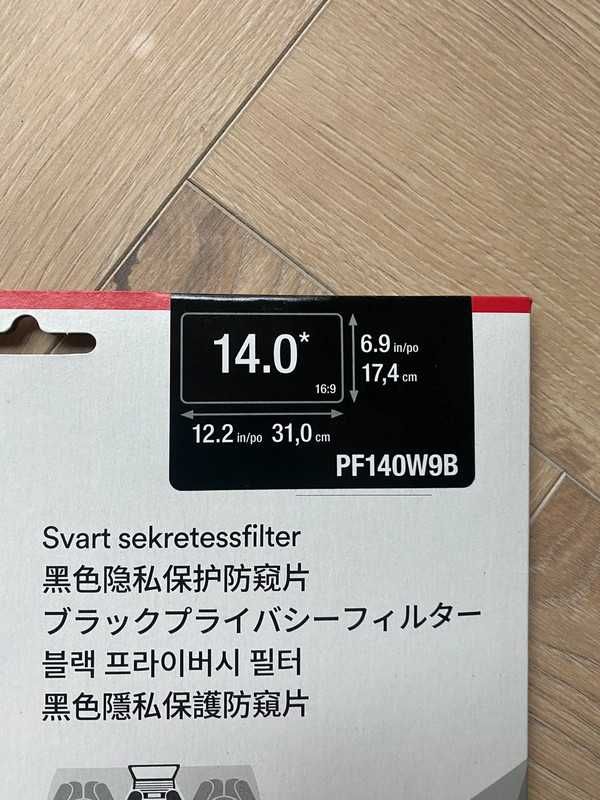 14.0*
16:9
6.9 in/po
17,4 cm
12.2 in/po 31,0 cm
PF140W9B
Svart sekretessfilter
黑色隐私保护防窥片
ブラックプライバシーフィルター
블랙 프라이버시 필터
黑色隱私保護防窺片